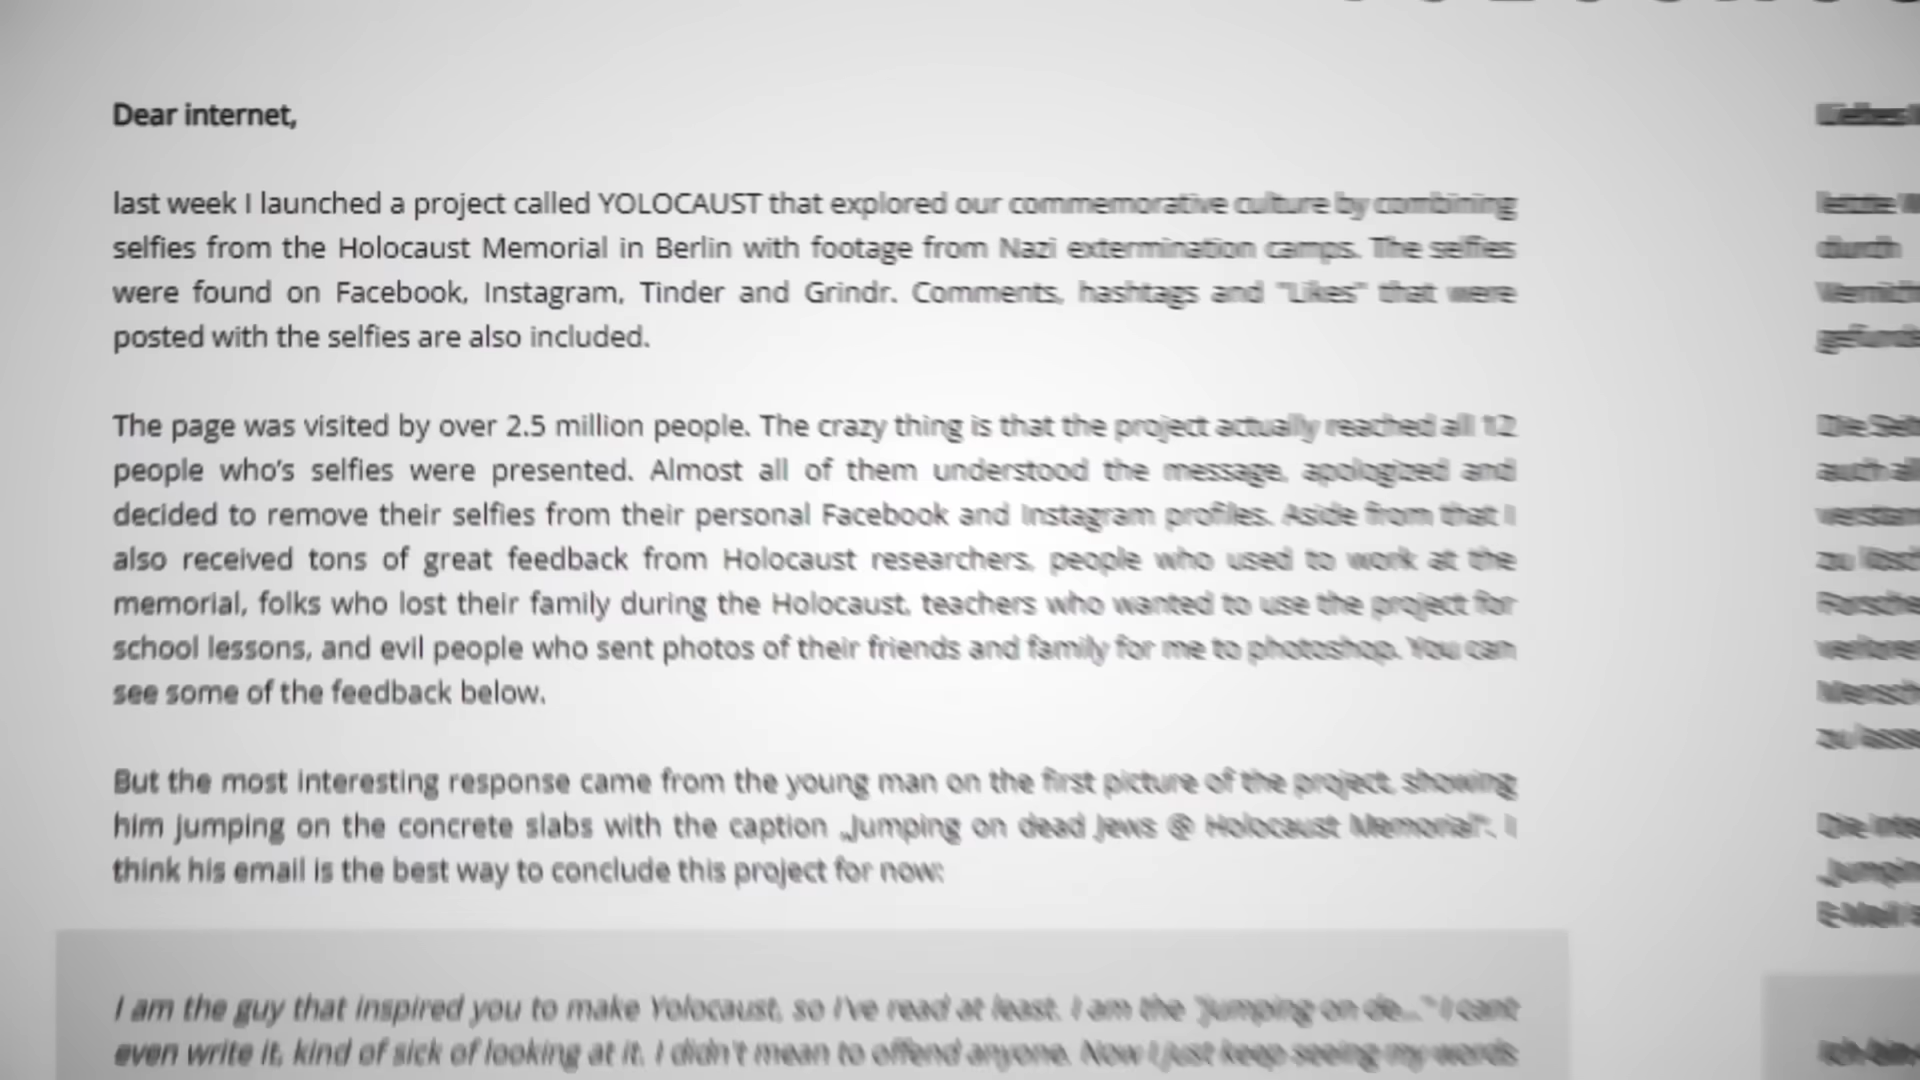 Dear internet,
last week I launched a project called YOLOCAUST that explored our commemorative culture by combining
selfies from the Holocaust Memorial in Berlin with footage from Nazi extermination camps. The selfies
were found on Facebook, Instagram, Tinder and Grindr. Comments, hashtags and "Likes" that were
posted with the selfies are also included.
The page was visited by over 2.5 million people. The crazy thing is that the project actually reached all 12
people who's selfies were presented. Almost all of them understood the message, apologized and
decided to remove their selfies from their personal Facebook and Instagram profiles. Aside from that I
also received tons of great feedback from Holocaust researchers, people who used to work at the
memorial, folks who lost their family during the Holocaust, teachers who wanted to use the project for
school lessons, and evil people who sent photos of their friends and family for me to photoshop. You can
see some of the feedback below.
But the most interesting response came from the young man on the first picture of the project, showing
him jumping on the concrete slabs with the caption „Jumping on dead Jews @ Holocaust Memorial". I
think his email is the best way to conclude this project for now:
I am the guy that inspired you to make Yolocaust, so I've read at least. I am the "jumping on de..." I cant
even write it, kind of sick of looking at it. I didn't mean to offend anyone. Now I just keep seeing my words
durch
Die